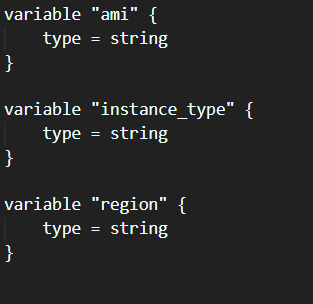 variable "ami" {
    type = string
}

variable "instance_type" {
    type = string
}

variable "region" {
    type = string
}